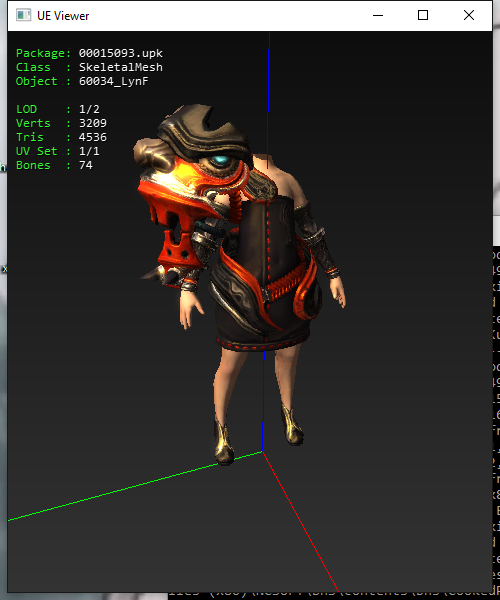 UE Viewer
Package: 00015093.upk
Class : SkeletalMesh
Object : 60034_LynF
LOD : 1/2
Verts : 3209
Tris : 4536
UV Set : 1/1
Bones : 74